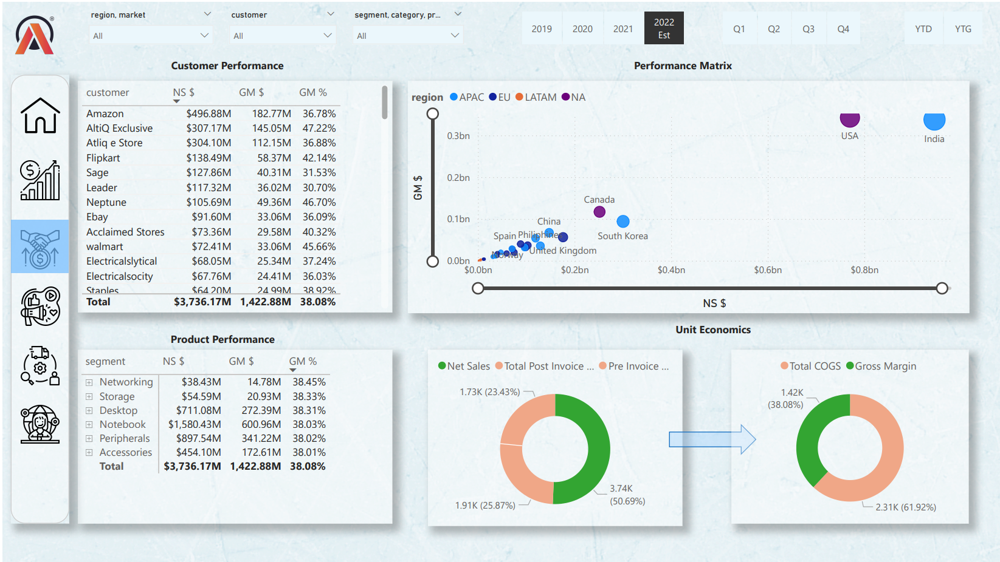 region, market
customer
segment, category, pr...
All
All
All
2019
2020
2021
2022
Est
Q1
Q2
Q3
Q4
YTD
YTG
®
Customer Performance
customer NS $ GM $ GM %
Amazon $496.88M 182.77M 36.78%
AltiQ Exclusive $307.17M 145.05M 47.22%
Atliq e Store $304.10M 112.15M 36.88%
Flipkart $138.49M 58.37M 42.14%
Sage $127.86M 40.31M 31.53%
Leader $117.32M 36.02M 30.70%
Neptune $105.69M 49.36M 46.70%
Ebay $91.60M 33.06M 36.09%
Acclaimed Stores $73.36M 29.58M 40.32%
walmart $72.41M 33.06M 45.66%
Electricalslytical $68.05M 25.34M 37.24%
Electricalsocity $67.76M 24.41M 36.03%
Staples $64.20M 24.99M 38.92%
Total $3,736.17M 1,422.88M 38.08%
Performance Matrix
region APAC EU LATAM NA
GM $
0.3bn
0.2bn
0.1bn
0.0bn
USA
India
Canada
China
South Korea
Spain
Philiphines
United Kingdom
Norway
$0.0bn $0.2bn $0.4bn $0.6bn $0.8bn
NS $
Product Performance
segment NS $ GM $ GM %
Networking $38.43M 14.78M 38.45%
Storage $54.59M 20.93M 38.33%
Desktop $711.08M 272.39M 38.31%
Notebook $1,580.43M 600.96M 38.03%
Peripherals $897.54M 341.22M 38.02%
Accessories $454.10M 172.61M 38.01%
Total $3,736.17M 1,422.88M 38.08%
Unit Economics
Net Sales Total Post Invoice ... Pre Invoice ...
1.73K (23.43%)
3.74K
(50.69%)
1.91K (25.87%)
Total COGS Gross Margin
1.42K
(38.08%)
2.31K (61.92%)